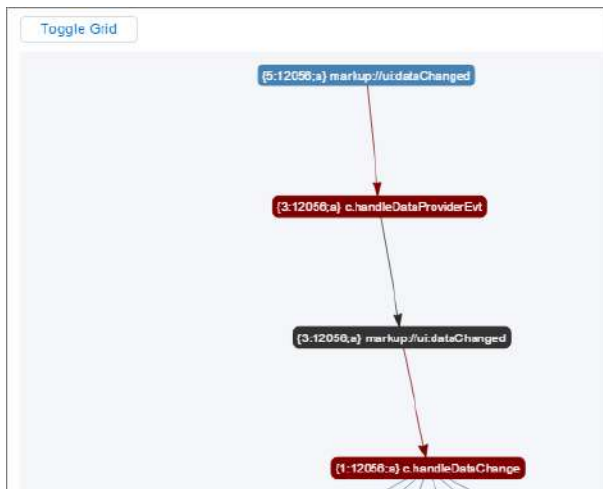 Toggle Grid
{5:12056;a} markup://ui:dataChanged
{3:12056;a} c.handleDataProviderEvt
{3:12056;a} markup://ui:dataChanged
{1:12056;a} c.handleDataChange